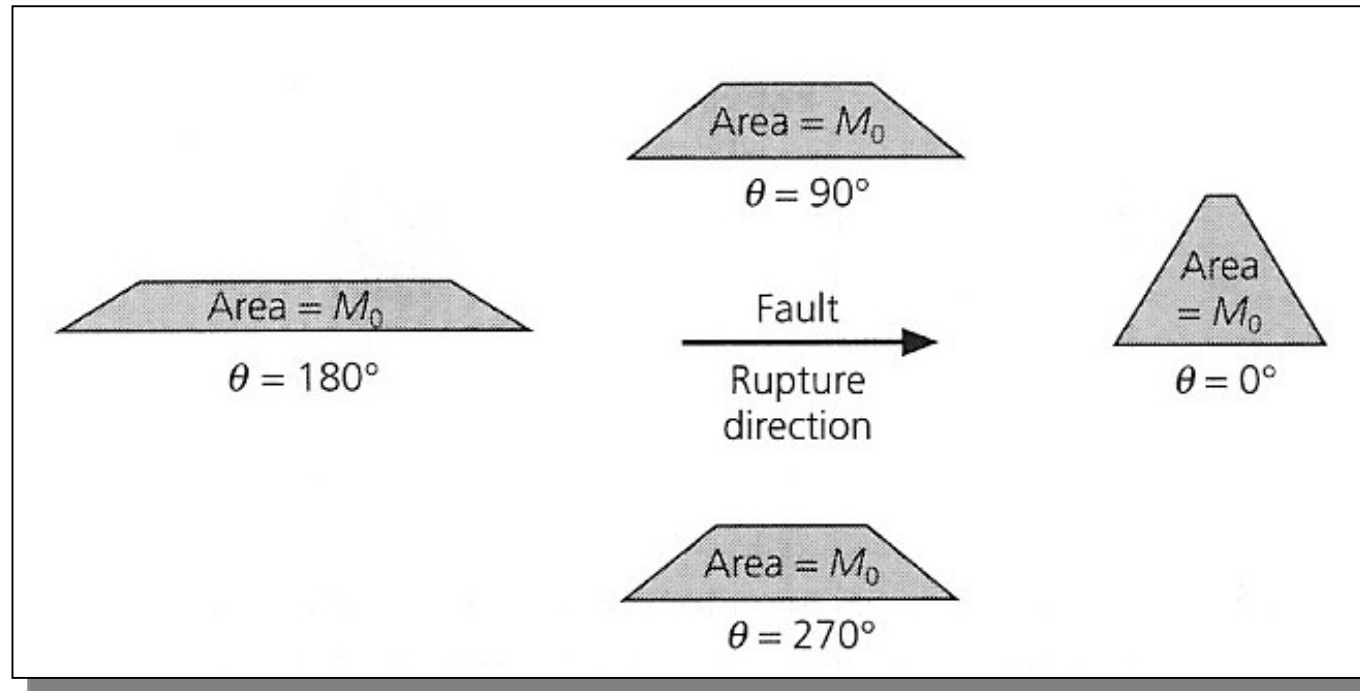 Area = M₀
θ = 90°
Area = M₀
θ = 180°
Fault
Rupture
direction
Area
= M₀
θ = 0°
Area = M₀
θ = 270°